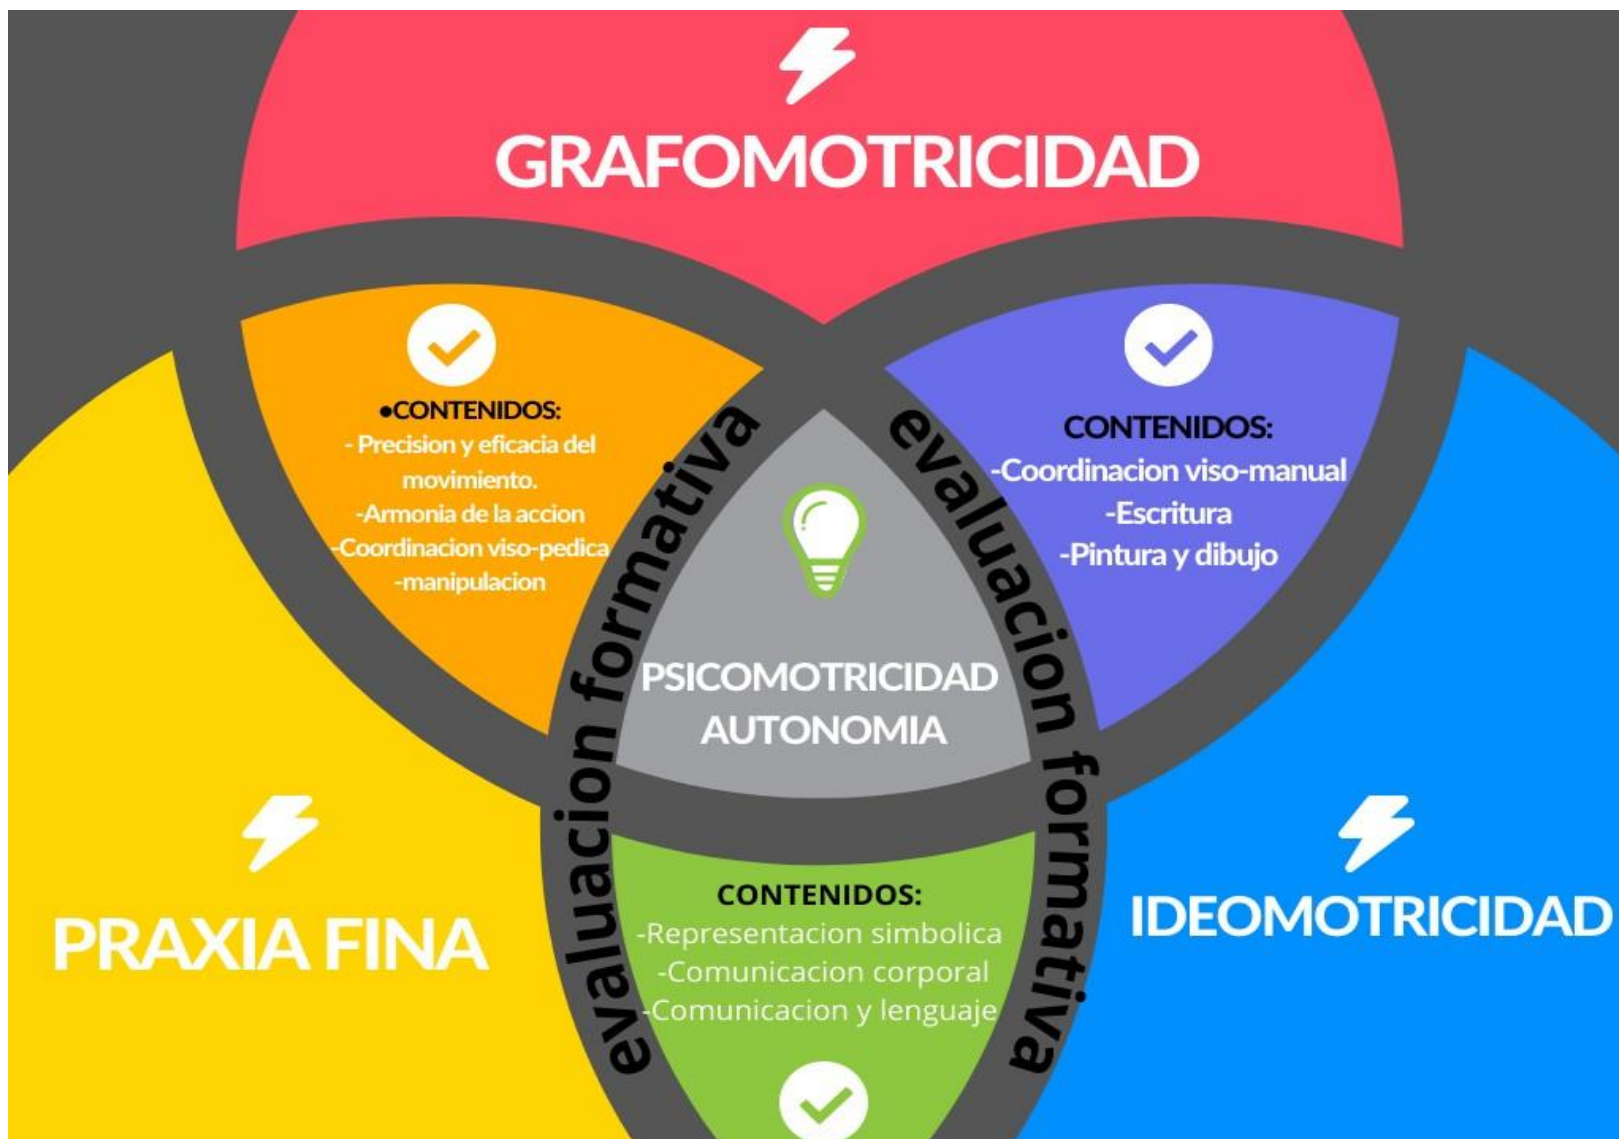 GRAFOMOTRICIDAD
•CONTENIDOS:
- Precision y eficacia del
movimiento.
-Armonia de la accion
-Coordinacion viso-pedica
-manipulacion
CONTENIDOS:
-Coordinacion viso-manual
-Escritura
-Pintura y dibujo
evaluacion formativa
evaluacion formativa
PSICOMOTRICIDAD
AUTONOMIA
PRAXIA FINA
IDEOMOTRICIDAD
CONTENIDOS:
-Representacion simbolica
-Comunicacion corporal
-Comunicacion y lenguaje